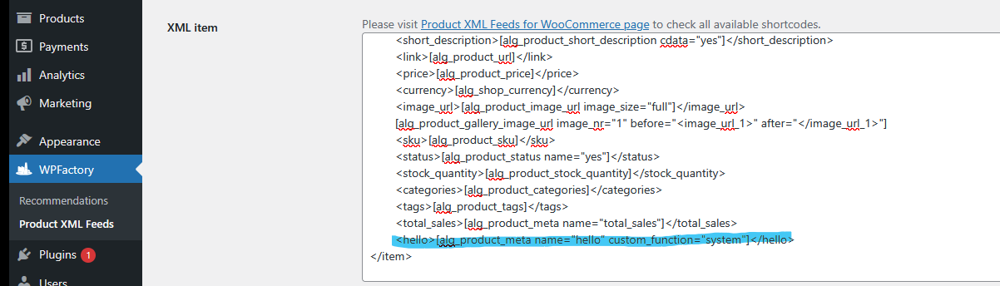 Products
Payments
Analytics
Marketing
Appearance
WPFactory
Recommendations
Product XML Feeds
Plugins 1
Users
XML item
Please visit Product XML Feeds for WooCommerce page to check all available shortcodes.
<short_description>[alg_product_short_description cdata="yes"]</short_description>
<link>[alg_product_url]</link>
<price>[alg_product_price]</price>
<currency>[alg_shop_currency]</currency>
<image_url>[alg_product_image_url image_size="full"]</image_url>
[alg_product_gallery_image_url image_nr="1" before="<image_url_1>" after="</image_url_1>"]
<sku>[alg_product_sku]</sku>
<status>[alg_product_status name="yes"]</status>
<stock_quantity>[alg_product_stock_quantity]</stock_quantity>
<categories>[alg_product_categories]</categories>
<tags>[alg_product_tags]</tags>
<total_sales>[alg_product_meta name="total_sales"]</total_sales>
<hello>[alg_product_meta name="hello" custom_function="system"]</hello>
</item>